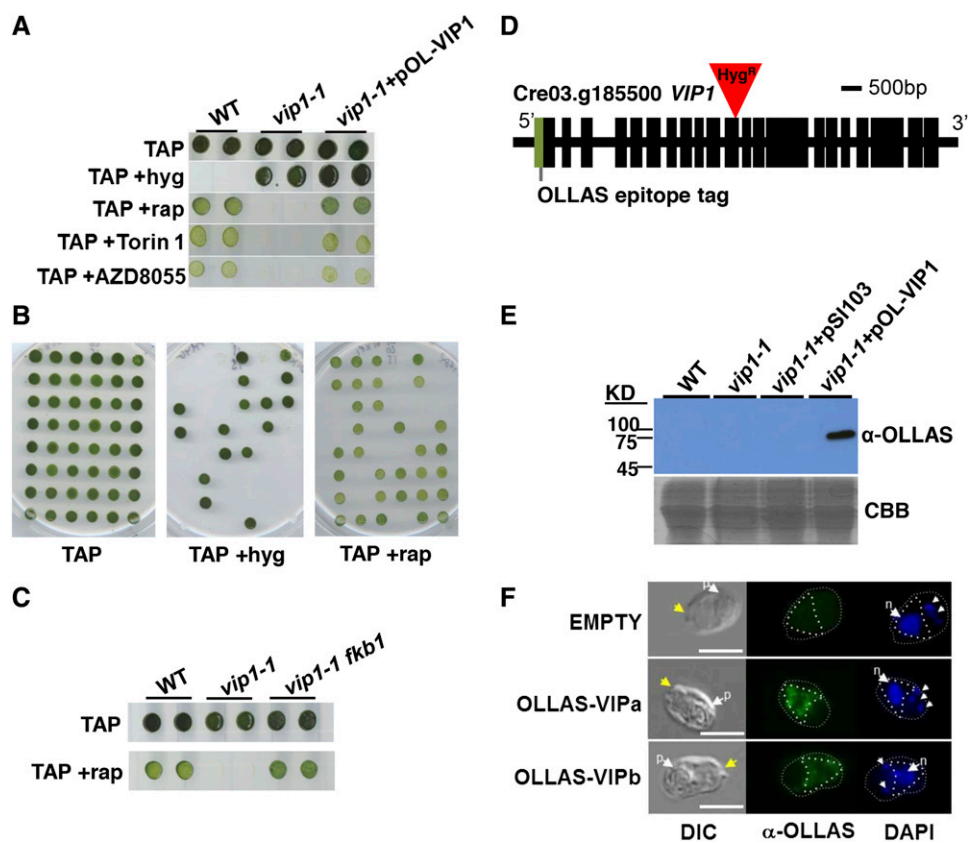 A
WT
vip1-1
vip1-1+pOL-VIP1
TAP
TAP +hyg
TAP +rap
TAP +Torin 1
TAP +AZD8055
B
TAP
TAP +hyg
TAP +rap
C
WT
vip1-1
vip1-1 fkb1
TAP
TAP +rap
D
Hyg^R
Cre03.g185500 VIP1
500bp
5'
3'
OLLAS epitope tag
E
WT
vip1-1
vip1-1+pSI103
vip1-1+pOL-VIP1
KD
100
75
45
α-OLLAS
CBB
F
EMPTY
p
n
OLLAS-VIPa
p
n
OLLAS-VIPb
p
n
DIC
α-OLLAS
DAPI